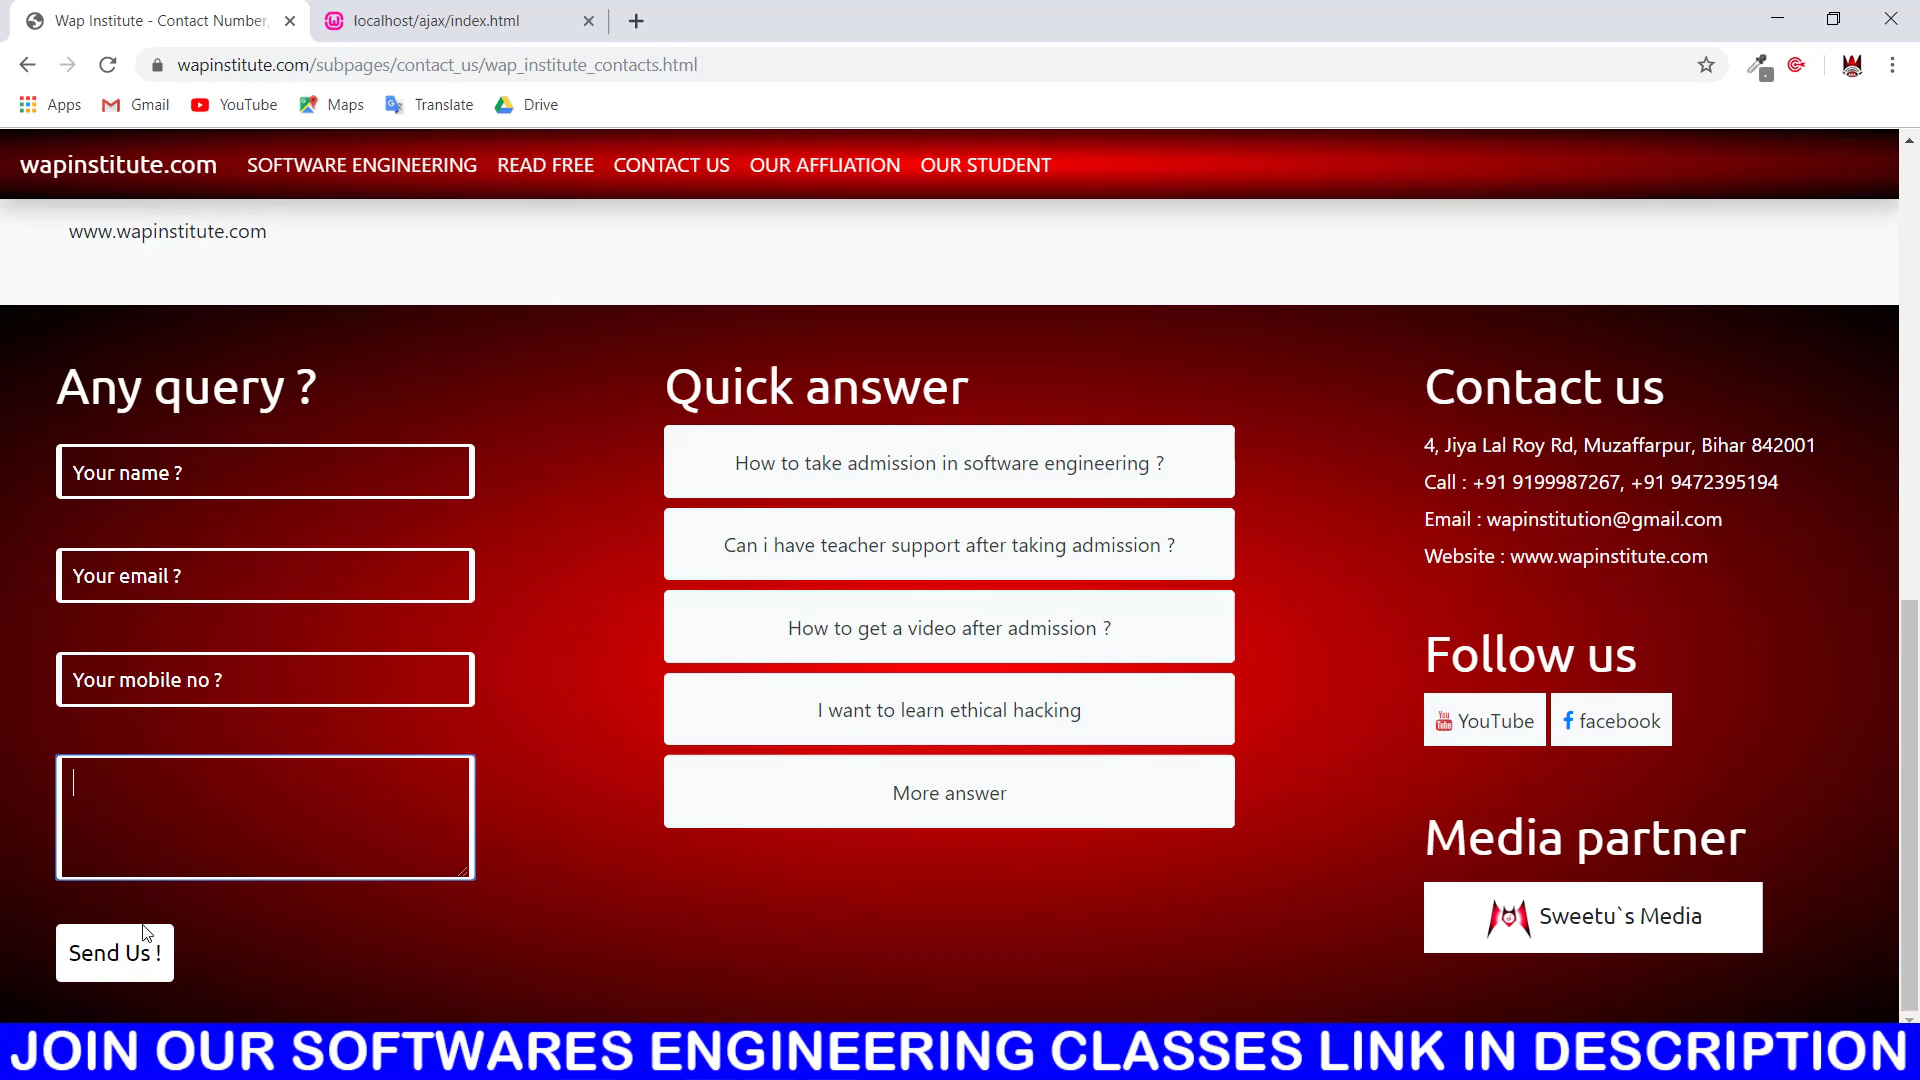 Wap Institute - Contact Number,
localhost/ajax/index.html
wapinstitute.com/subpages/contact_us/wap_institute_contacts.html
Apps
Gmail
YouTube
Maps
Translate
Drive
wapinstitute.com
SOFTWARE ENGINEERING
READ FREE
CONTACT US
OUR AFFLIATION
OUR STUDENT
www.wapinstitute.com
Any query ?
Your name ?
Your email ?
Your mobile no ?
Send Us !
Quick answer
How to take admission in software engineering ?
Can i have teacher support after taking admission ?
How to get a video after admission ?
I want to learn ethical hacking
More answer
Contact us
4, Jiya Lal Roy Rd, Muzaffarpur, Bihar 842001
Call : +91 9199987267, +91 9472395194
Email : wapinstitution@gmail.com
Website : www.wapinstitute.com
Follow us
You Tube YouTube
facebook
Media partner
Sweetu`s Media
JOIN OUR SOFTWARES ENGINEERING CLASSES LINK IN DESCRIPTION